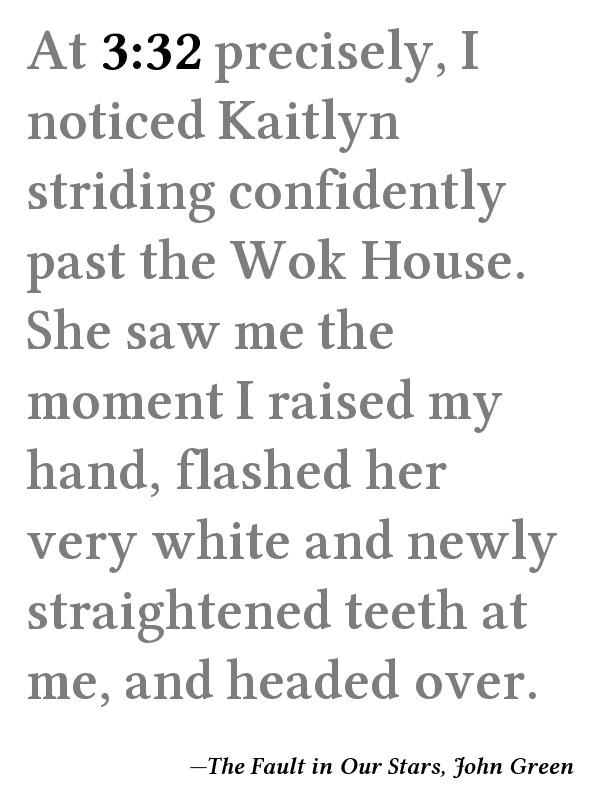 At 3:32 precisely, I
noticed Kaitlyn
striding confidently
past the Wok House.
She saw me the
moment I raised my
hand, flashed her
very white and newly
straightened teeth at
me, and headed over.
—The Fault in Our Stars, John Green